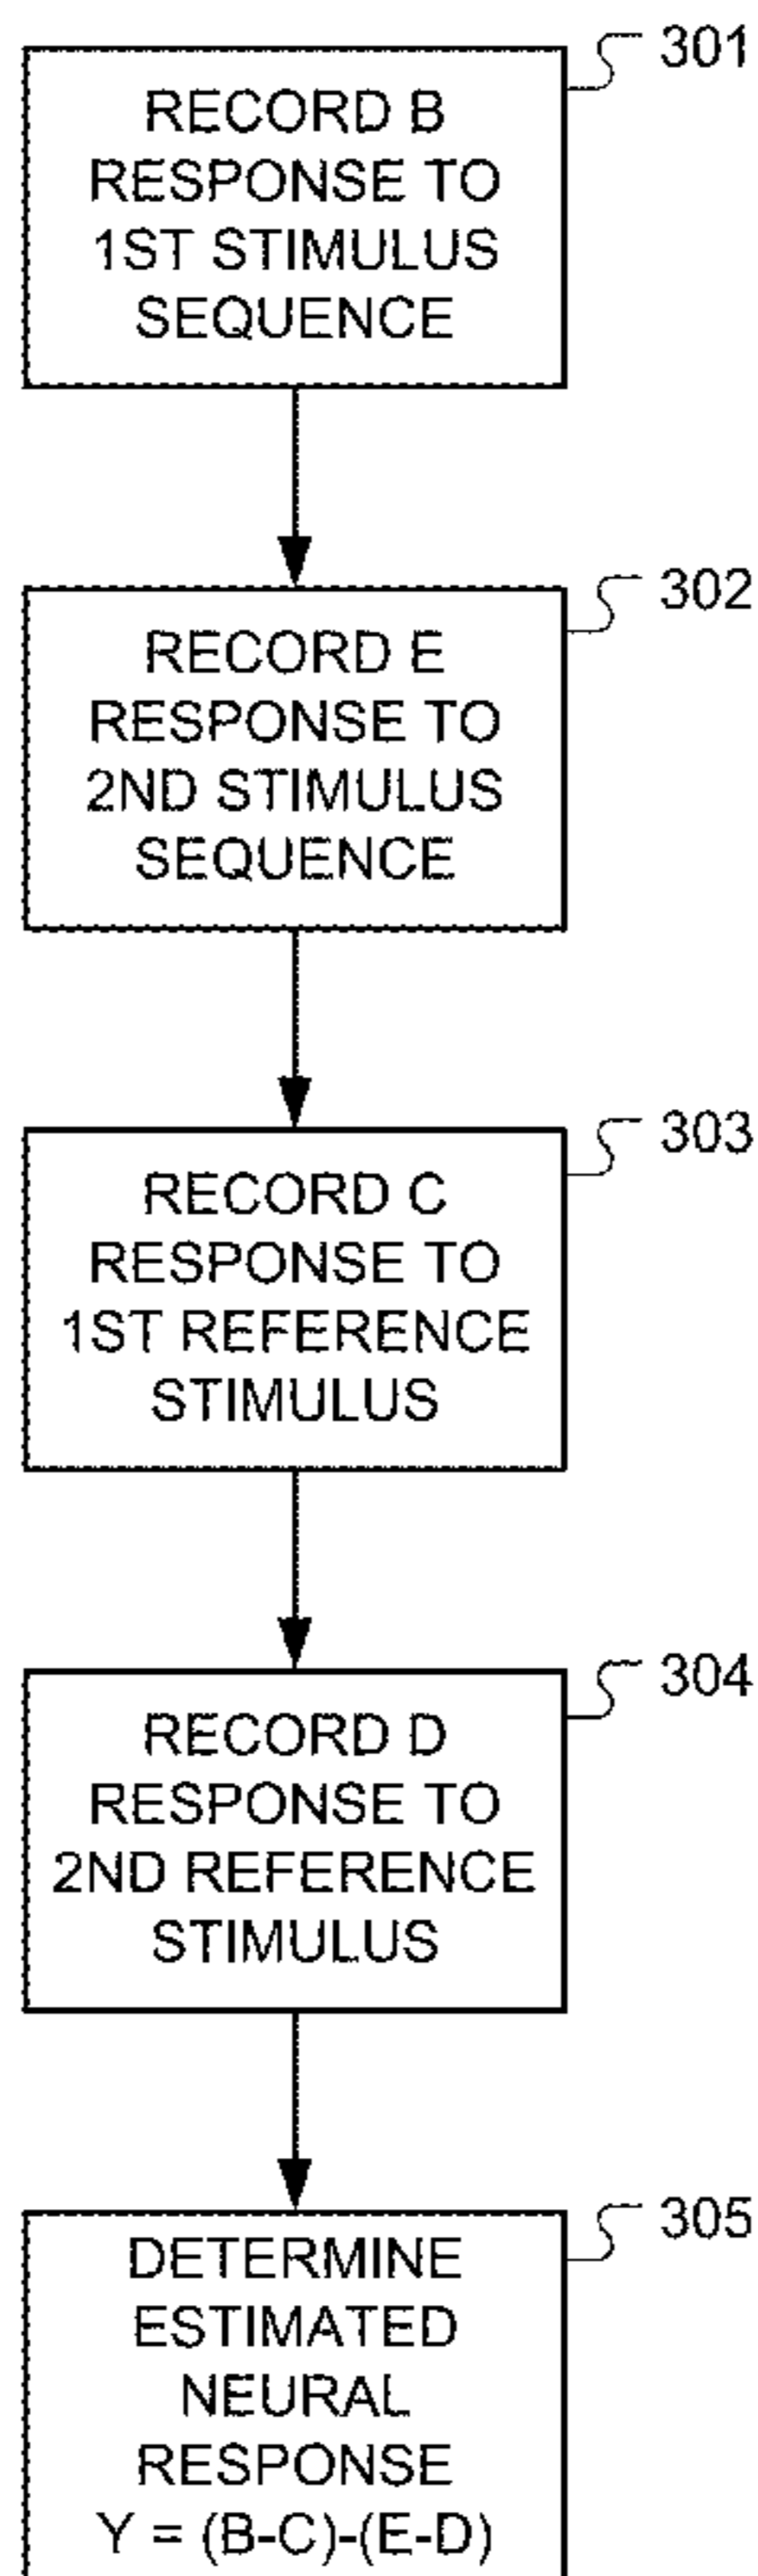 301
RECORD B
RESPONSE TO
1ST STIMULUS
SEQUENCE
302
RECORD E
RESPONSE TO
2ND STIMULUS
SEQUENCE
303
RECORD C
RESPONSE TO
1ST REFERENCE
STIMULUS
304
RECORD D
RESPONSE TO
2ND REFERENCE
STIMULUS
305
DETERMINE
ESTIMATED
NEURAL
RESPONSE
Y = (B-C)-(E-D)